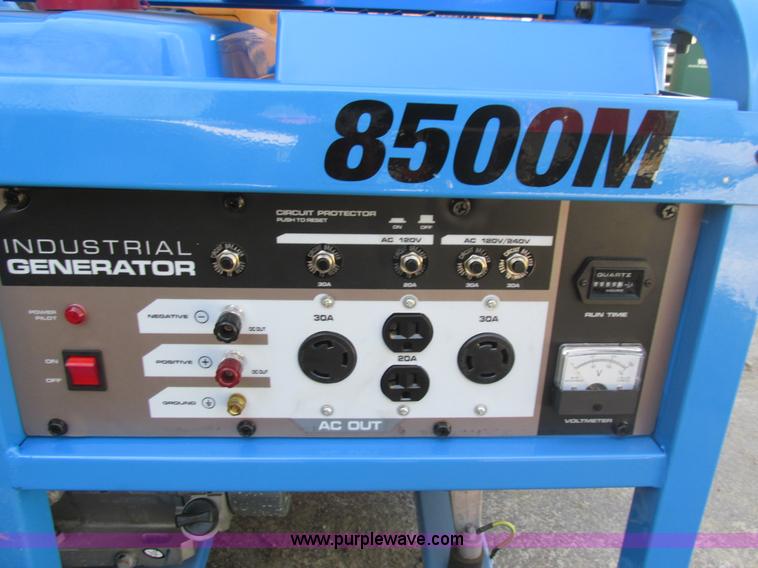 8500M
INDUSTRIAL
GENERATOR
CIRCUIT PROTECTOR
PUSH TO RESET
ON
OFF
AC 120V
AC 120V/240V
30A
20A
30A
30A
QUARTZ
RUN TIME
POWER
PILOT
ON
OFF
NEGATIVE
DC OUT
POSITIVE
DC OUT
GROUND
30A
20A
30A
AC OUT
V
VOLTMETER
www.purplewave.com